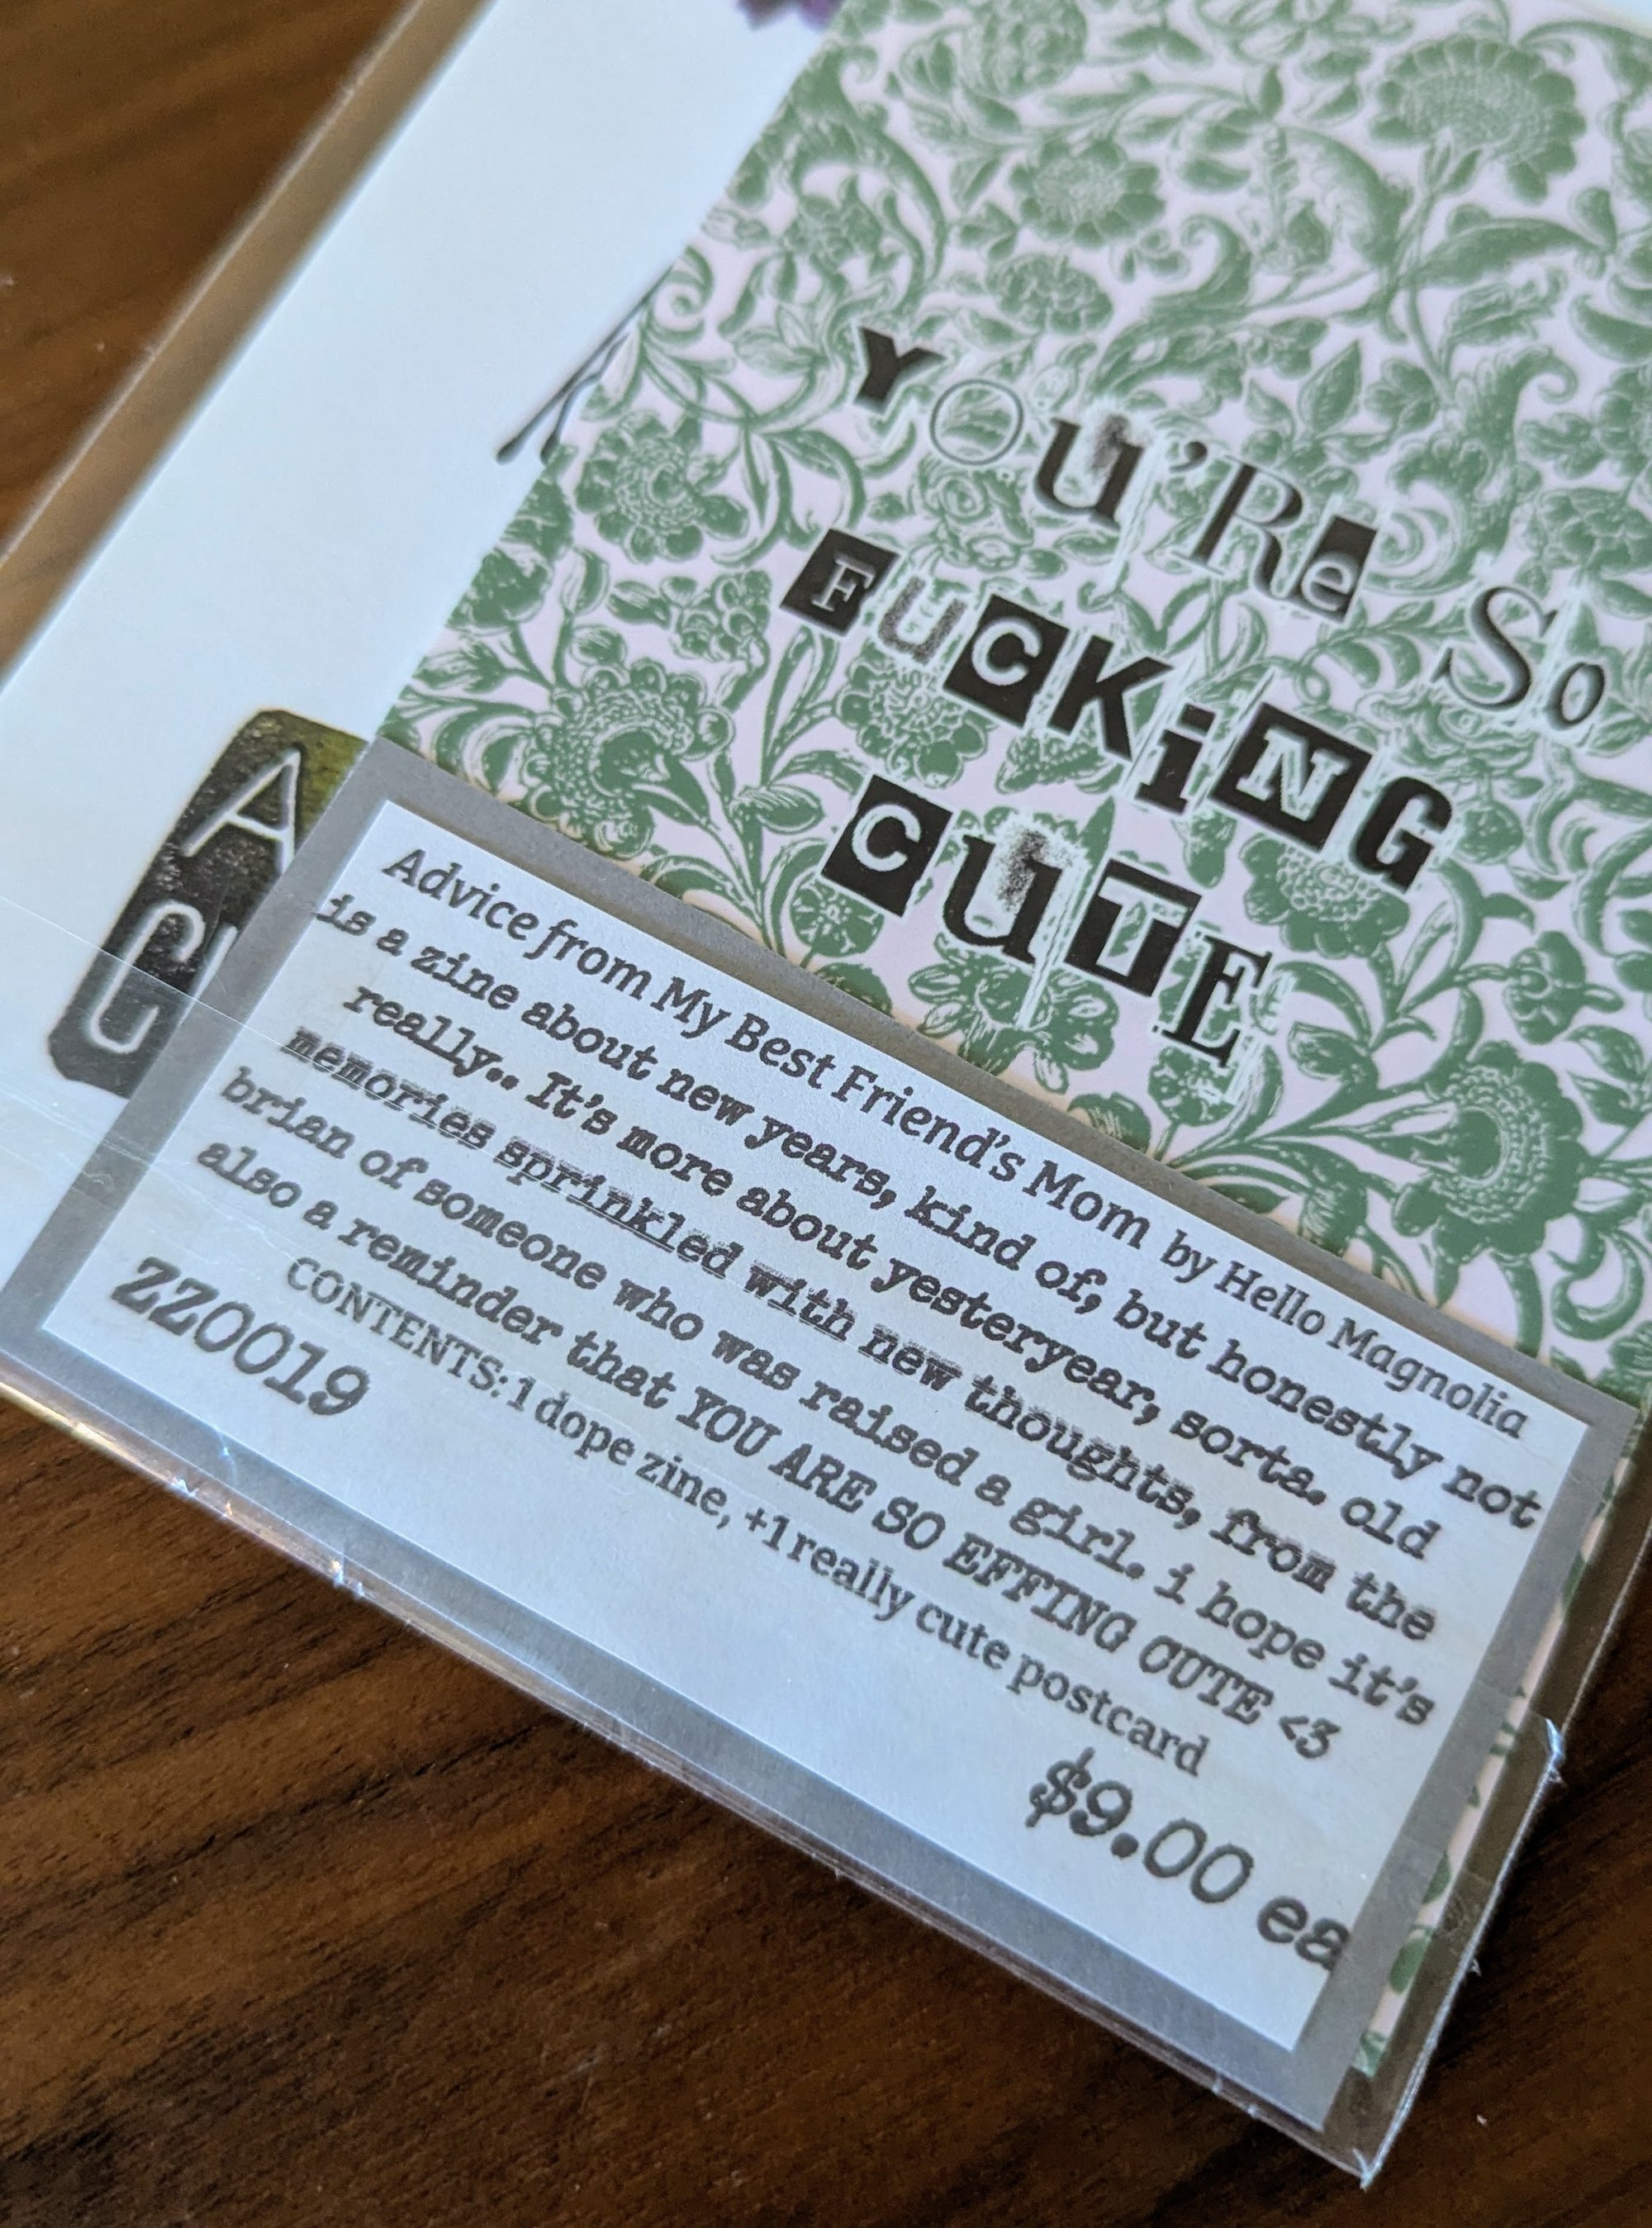 YOU'Re So
FUCKiNG
CUTE
A
Advice from My Best Friend's Mom by Hello Magnolia
is a zine about new years, kind of, but honestly not
really.. It's more about yesteryear, sorta. old
memories sprinkled with new thoughts, from the
brian of someone who was raised a girl. i hope it's
also a reminder that YOU ARE SO EFFING CUTE <3
CONTENTS: 1 dope zine, +1 really cute postcard
ZZ0019
$9.00 ea